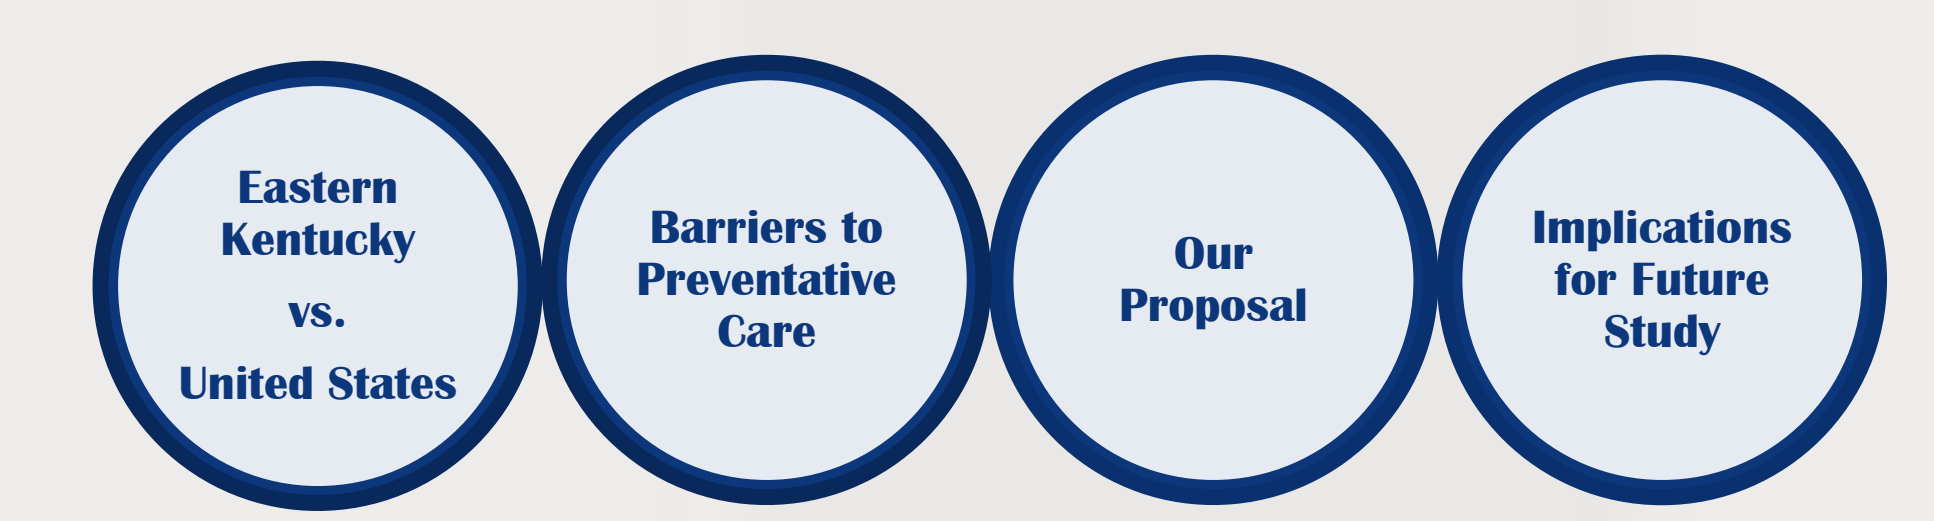 Eastern
Kentucky
vs.
United States
Barriers to
Preventative
Care
Our
Proposal
Implications
for Future
Study